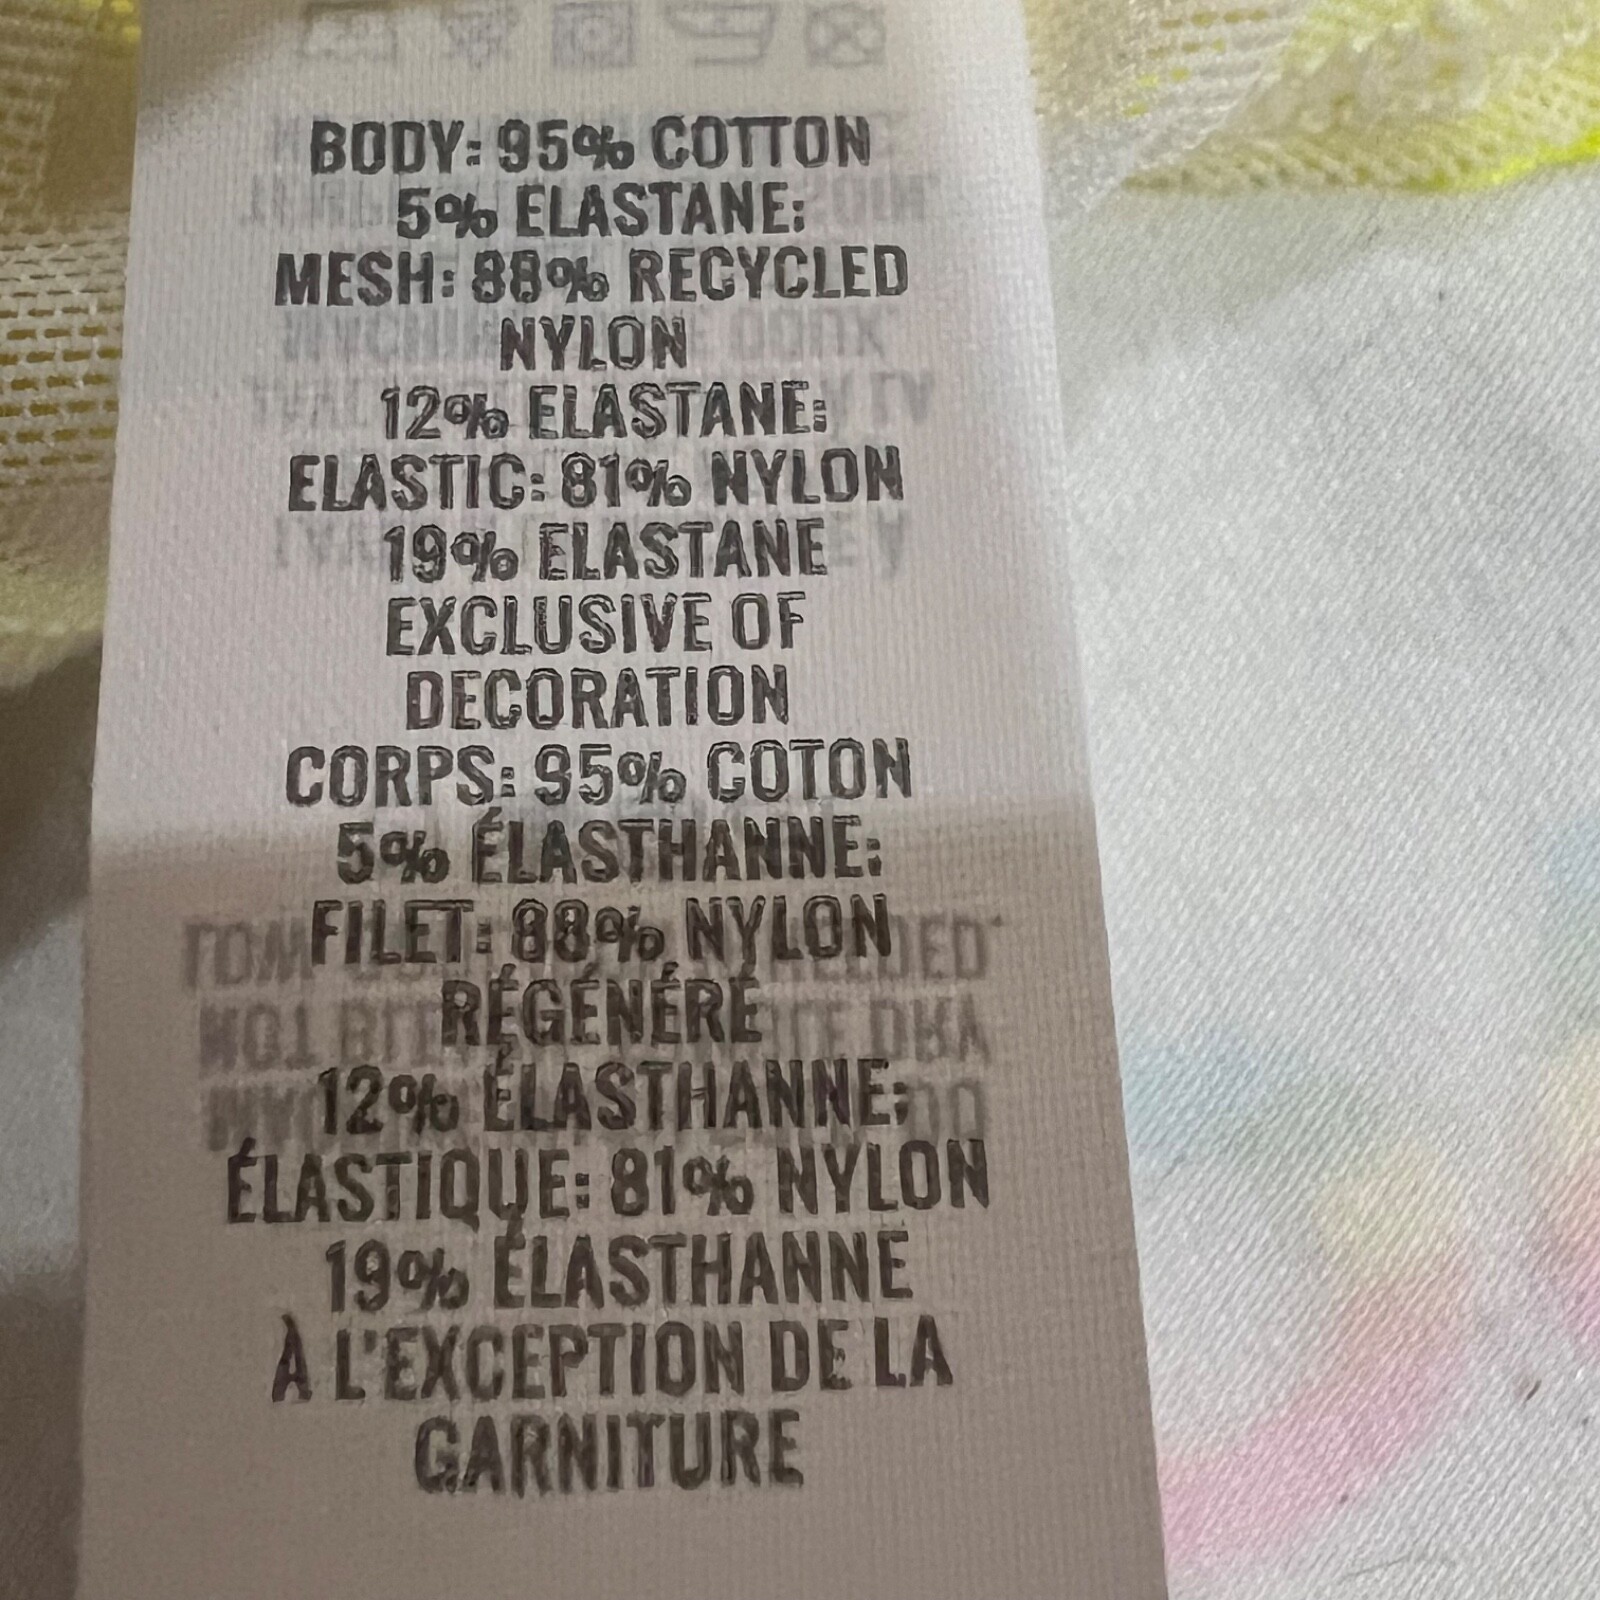 BODY: 95% COTTON
5% ELASTANE:
MESH: 88% RECYCLED
NYLON
12% ELASTANE:
ELASTIC: 81% NYLON
19% ELASTANE
EXCLUSIVE OF
DECORATION
CORPS: 95% COTON
5% ÉLASTHANNE:
FILET: 88% NYLON
RÉGÉNÉRÉ
12% ÉLASTHANNE:
ÉLASTIQUE: 81% NYLON
19% ÉLASTHANNE
À L'EXCEPTION DE LA
GARNITURE